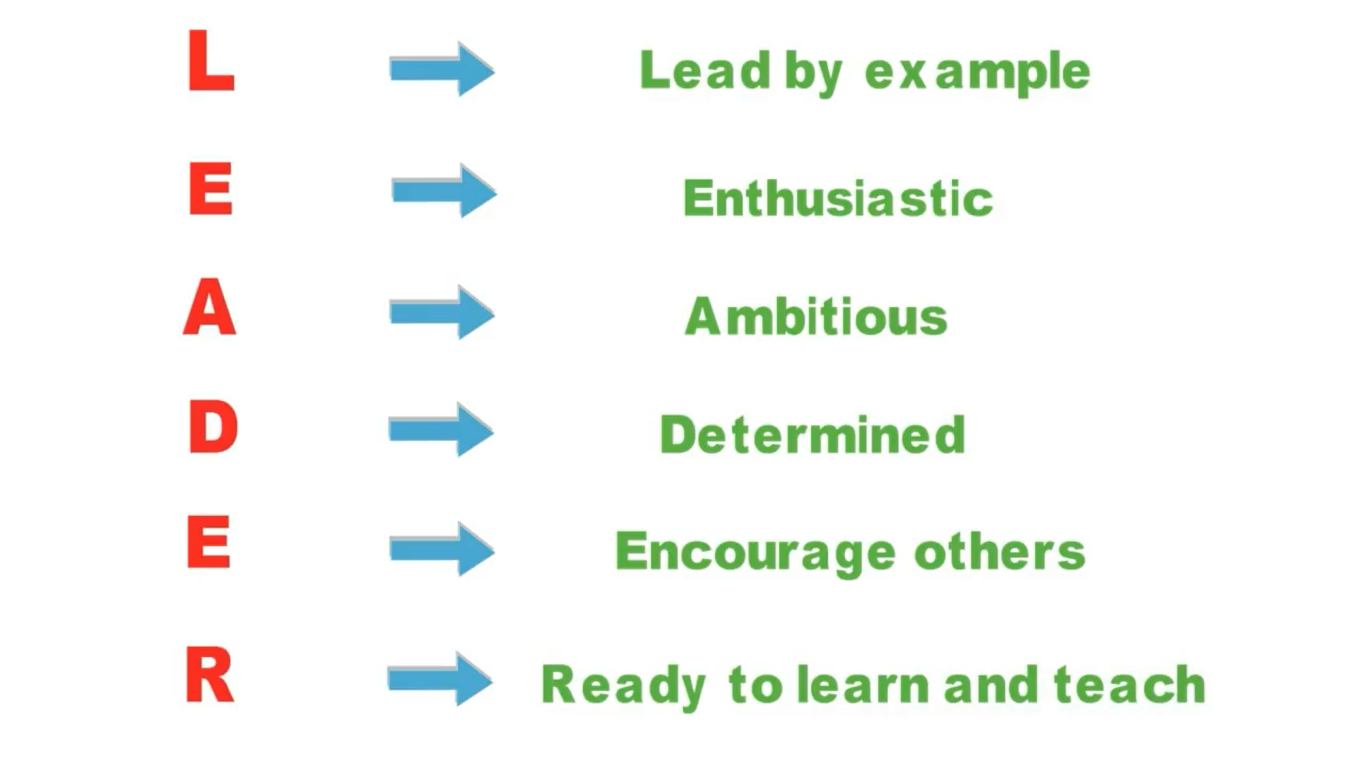 L Lead by example
E Enthusiastic
A Ambitious
D Determined
E Encourage others
R Ready to learn and teach